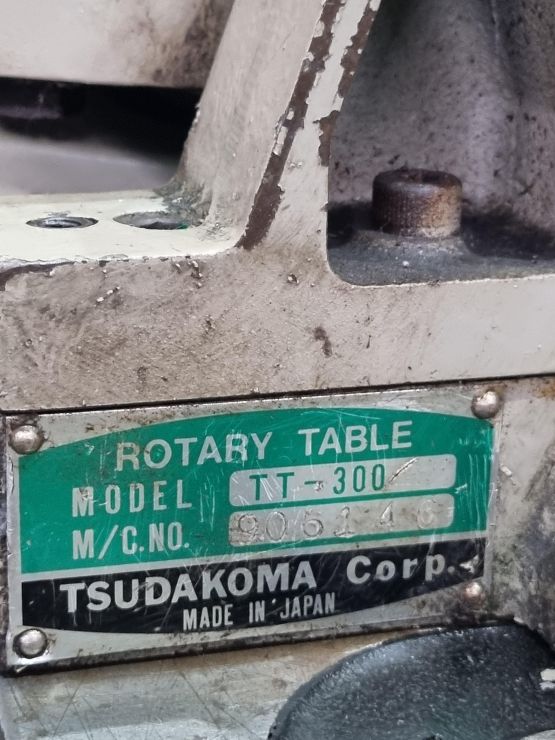 ROTARY TABLE
MODEL TT-300
M/C.NO. 906146
TSUDAKOMA Corp.
MADE IN JAPAN